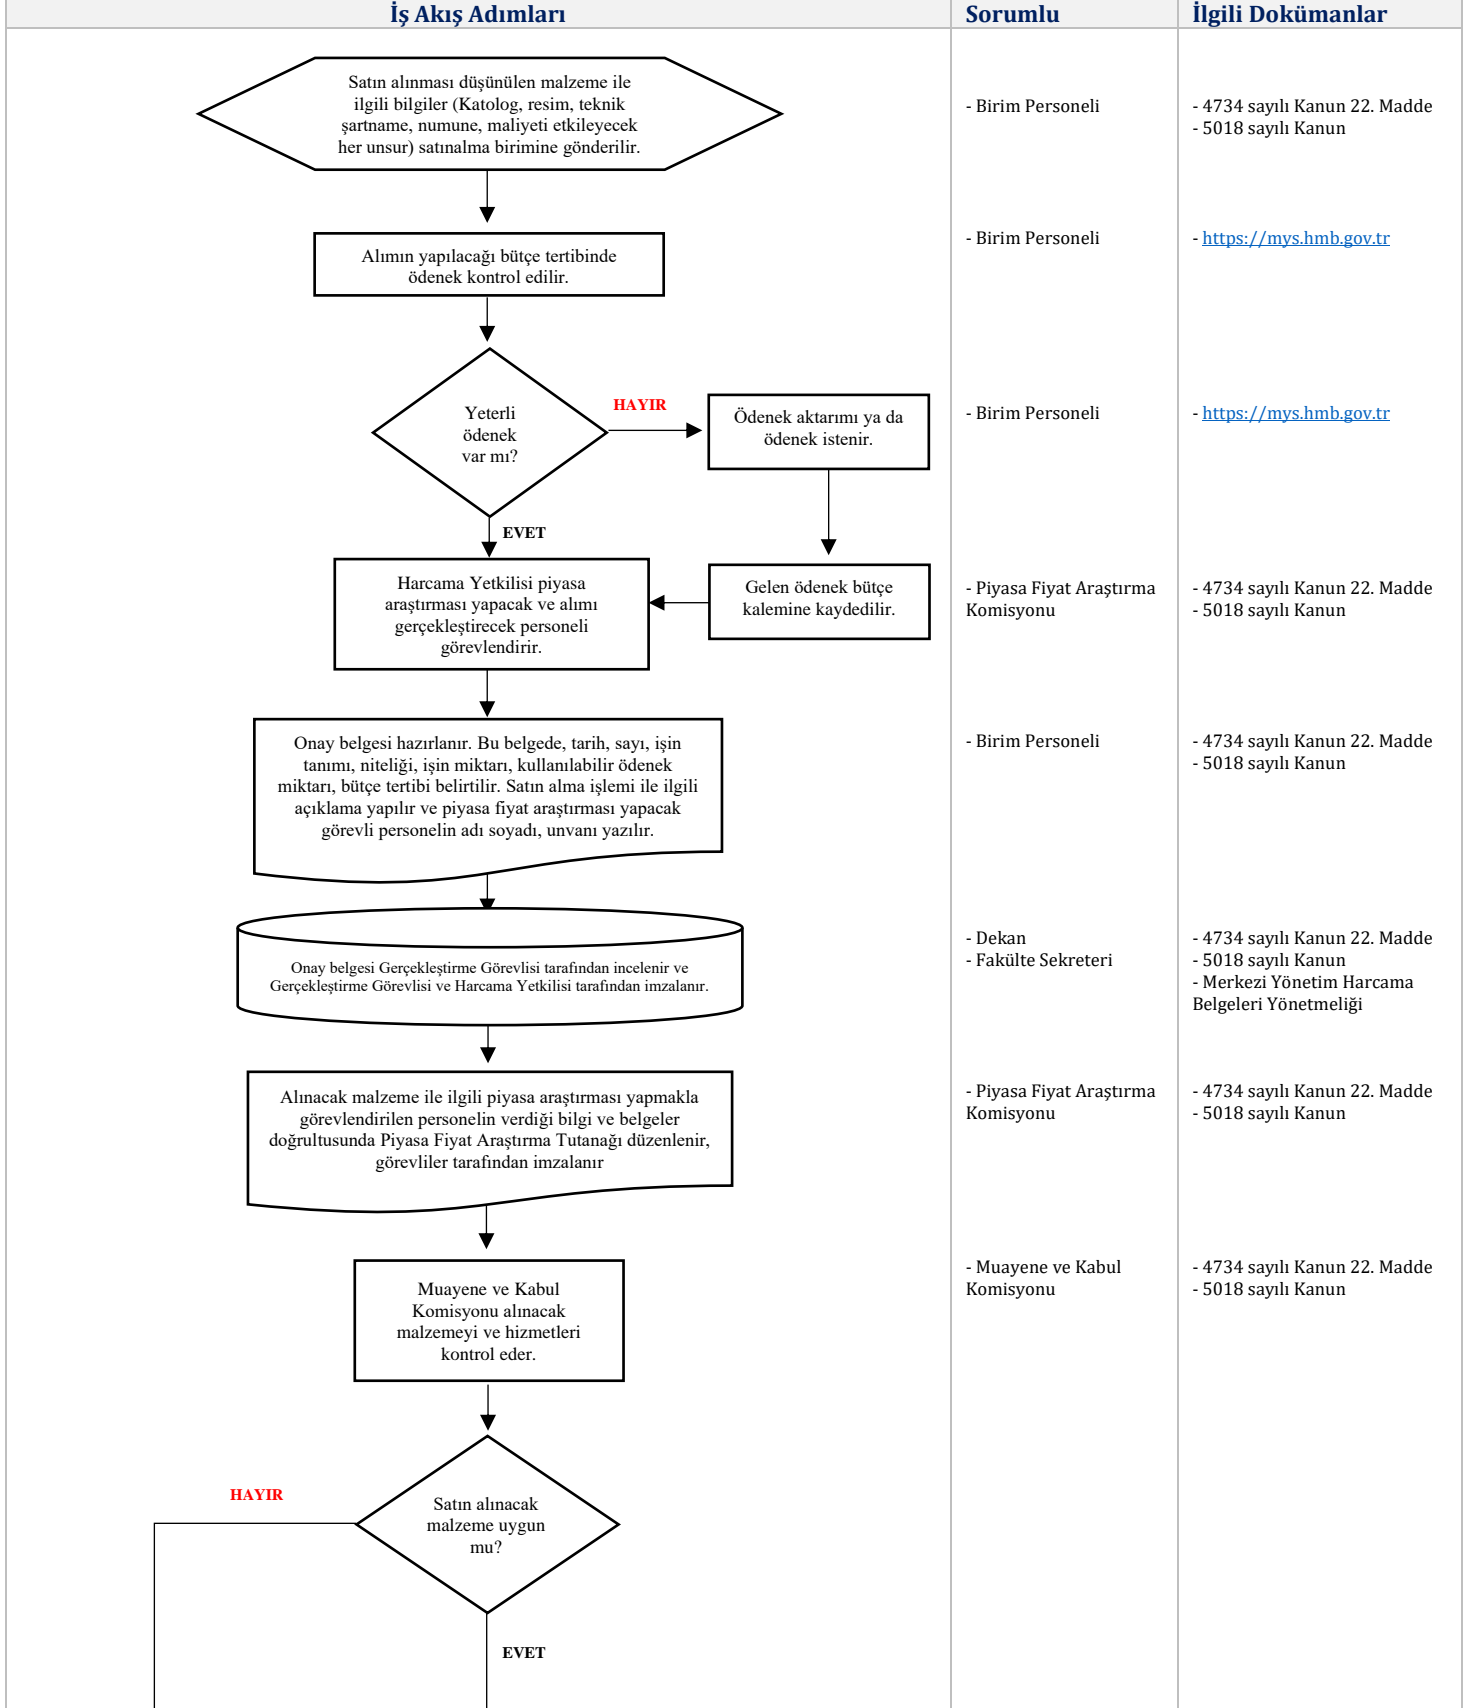 İş Akış Adımları
Sorumlu
İlgili Dokümanlar
Satın alınması düşünülen malzeme ile
ilgili bilgiler (Katolog, resim, teknik
şartname, numune, maliyeti etkileyecek
her unsur) satınalma birimine gönderilir.
- Birim Personeli
- 4734 sayılı Kanun 22. Madde
- 5018 sayılı Kanun
Alımın yapılacağı bütçe tertibinde
ödenek kontrol edilir.
- Birim Personeli
- https://mys.hmb.gov.tr
Yeterli
ödenek
var mı?
HAYIR
Ödenek aktarımı ya da
ödenek istenir.
- Birim Personeli
- https://mys.hmb.gov.tr
EVET
Harcama Yetkilisi piyasa
araştırması yapacak ve alımı
gerçekleştirecek personeli
görevlendirir.
Gelen ödenek bütçe
kalemine kaydedilir.
- Piyasa Fiyat Araştırma
Komisyonu
- 4734 sayılı Kanun 22. Madde
- 5018 sayılı Kanun
Onay belgesi hazırlanır. Bu belgede, tarih, sayı, işin
tanımı, niteliği, işin miktarı, kullanılabilir ödenek
miktarı, bütçe tertibi belirtilir. Satın alma işlemi ile ilgili
açıklama yapılır ve piyasa fiyat araştırması yapacak
görevli personelin adı soyadı, unvanı yazılır.
- Birim Personeli
- 4734 sayılı Kanun 22. Madde
- 5018 sayılı Kanun
Onay belgesi Gerçekleştirme Görevlisi tarafından incelenir ve
Gerçekleştirme Görevlisi ve Harcama Yetkilisi tarafından imzalanır.
- Dekan
- Fakülte Sekreteri
- 4734 sayılı Kanun 22. Madde
- 5018 sayılı Kanun
- Merkezi Yönetim Harcama
Belgeleri Yönetmeliği
Alınacak malzeme ile ilgili piyasa araştırması yapmakla
görevlendirilen personelin verdiği bilgi ve belgeler
doğrultusunda Piyasa Fiyat Araştırma Tutanağı düzenlenir,
görevliler tarafından imzalanır
- Piyasa Fiyat Araştırma
Komisyonu
- 4734 sayılı Kanun 22. Madde
- 5018 sayılı Kanun
Muayene ve Kabul
Komisyonu alınacak
malzemeyi ve hizmetleri
kontrol eder.
- Muayene ve Kabul
Komisyonu
- 4734 sayılı Kanun 22. Madde
- 5018 sayılı Kanun
HAYIR
Satın alınacak
malzeme uygun
mu?
EVET